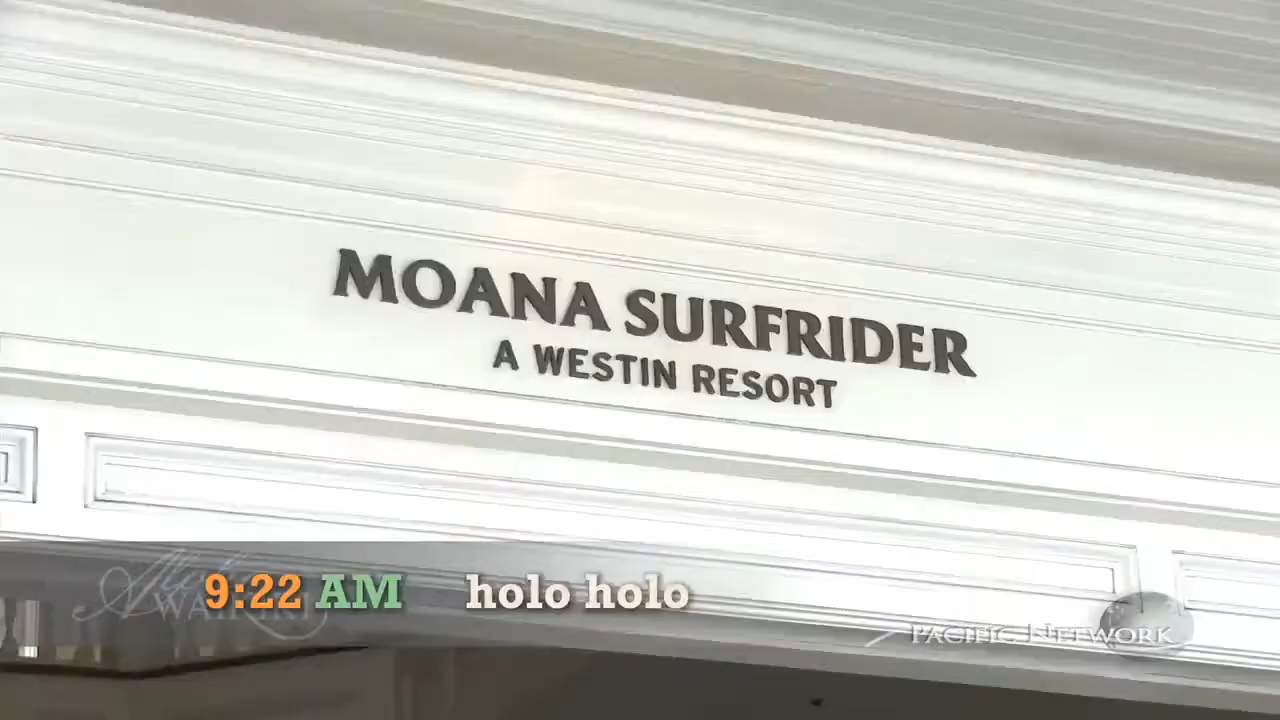 MOANA SURFRIDER
A WESTIN RESORT
9:22 AM holo holo
PACIFIC NETWORK